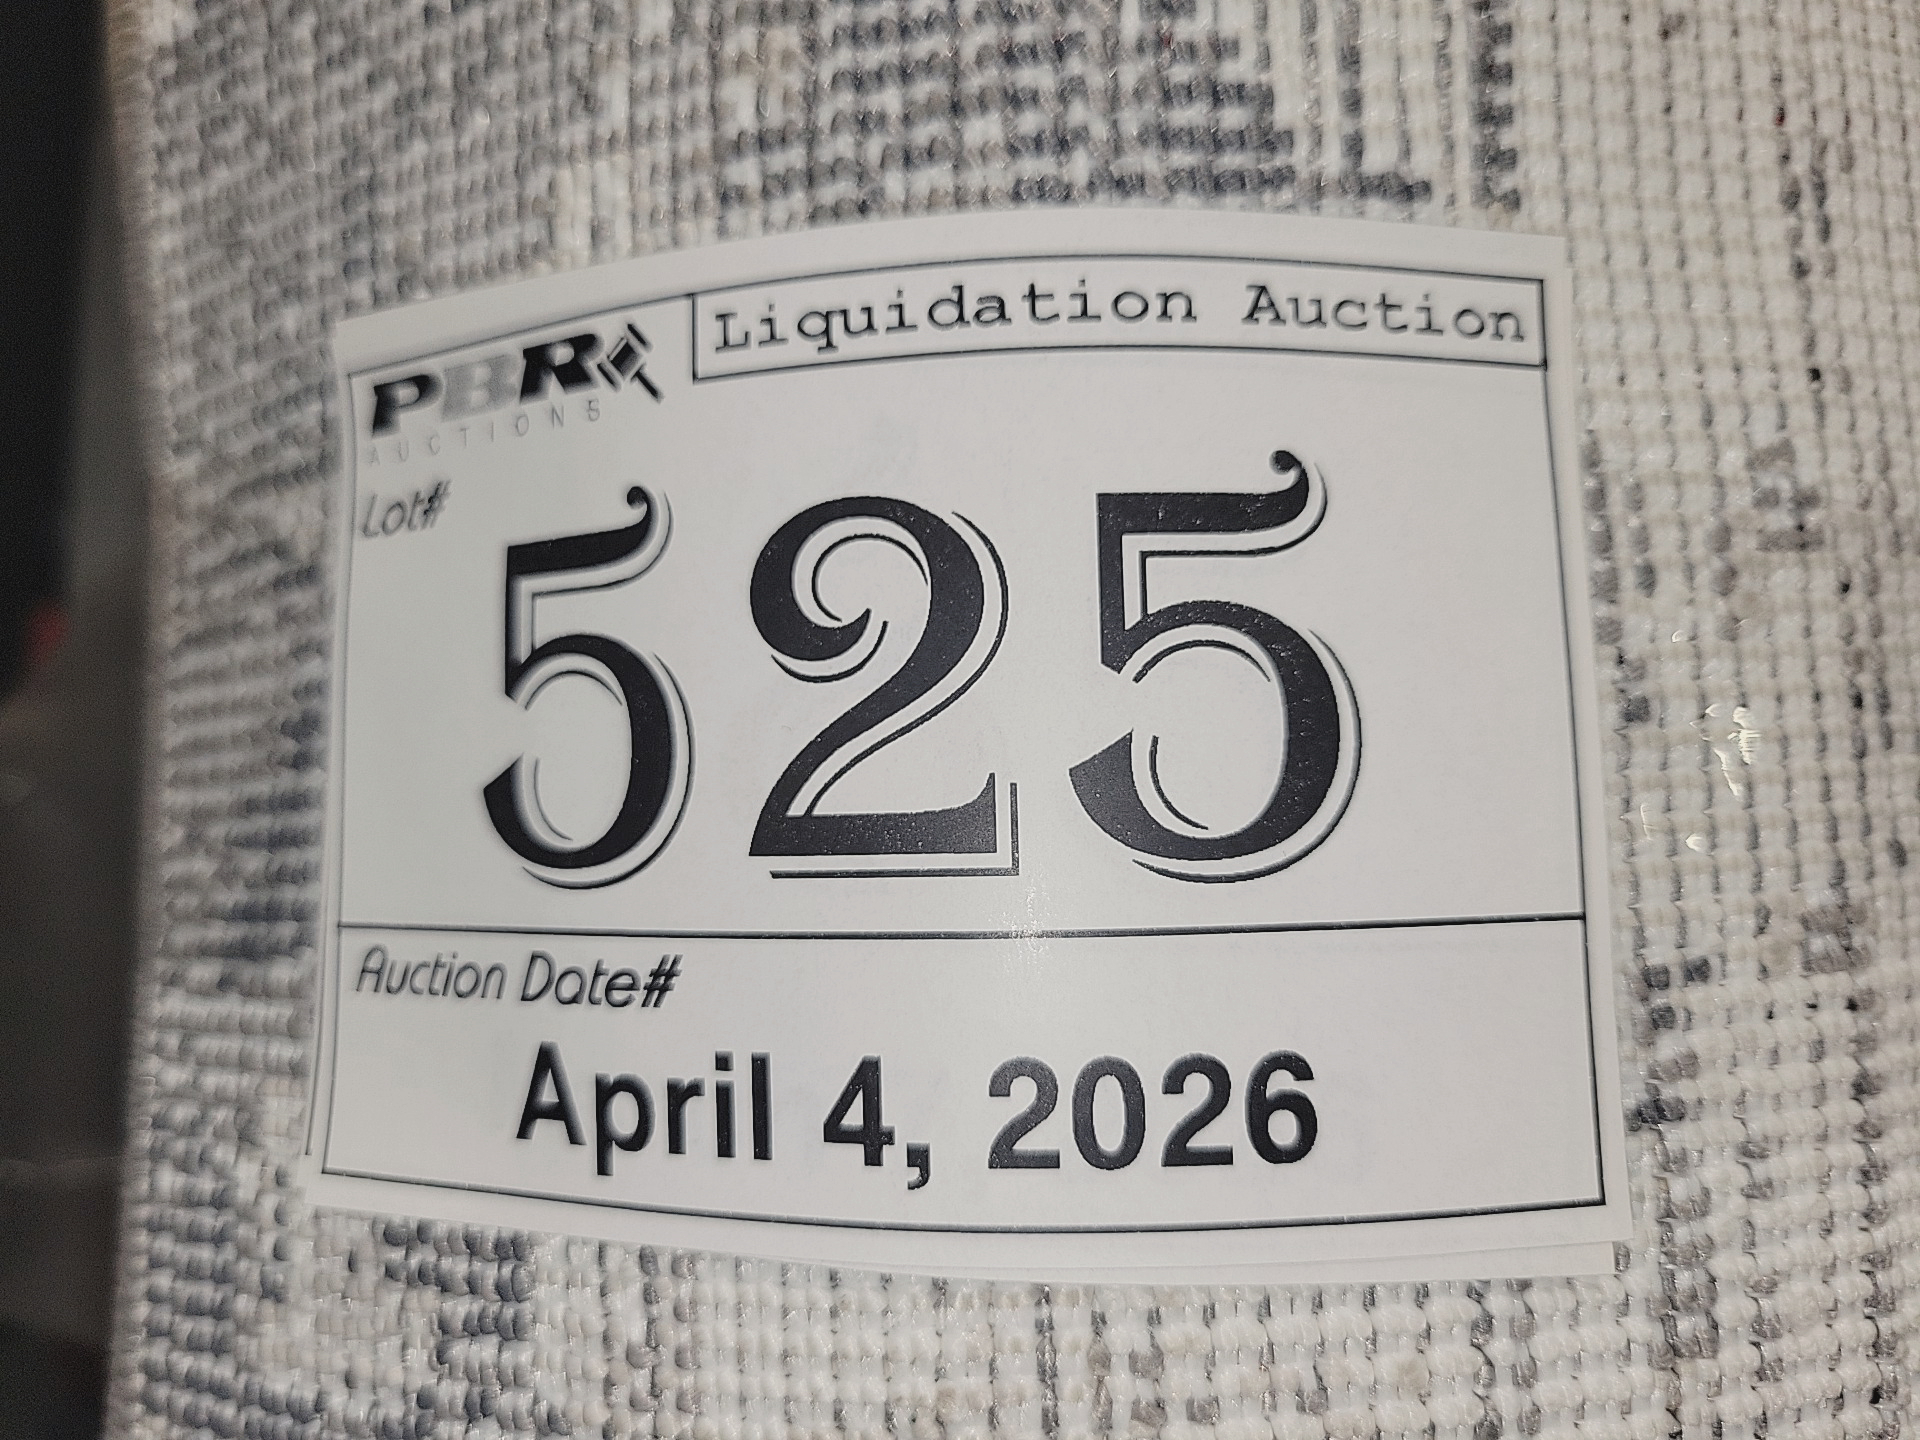 Liquidation Auction
PBR
AUCTIONS
Lot#
525
Auction Date#
April 4, 2026